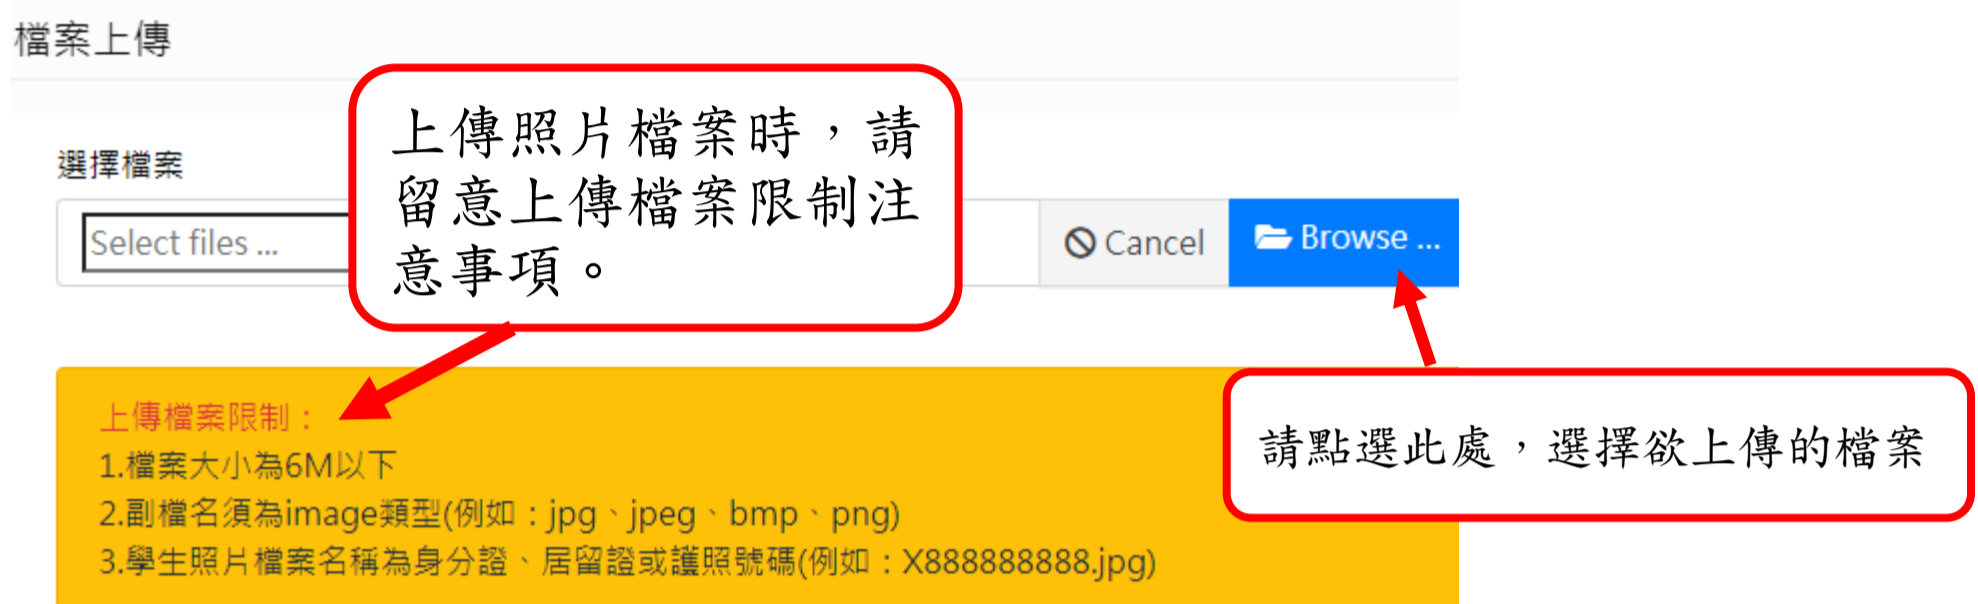 檔案上傳
上傳照片檔案時，請
留意上傳檔案限制注
意事項。
選擇檔案
Select files ...
Cancel
Browse ...
上傳檔案限制：
1.檔案大小為6M以下
2.副檔名須為image類型(例如：jpg、jpeg、bmp、png)
3.學生照片檔案名稱為身分證、居留證或護照號碼(例如：X888888888.jpg)
請點選此處，選擇欲上傳的檔案